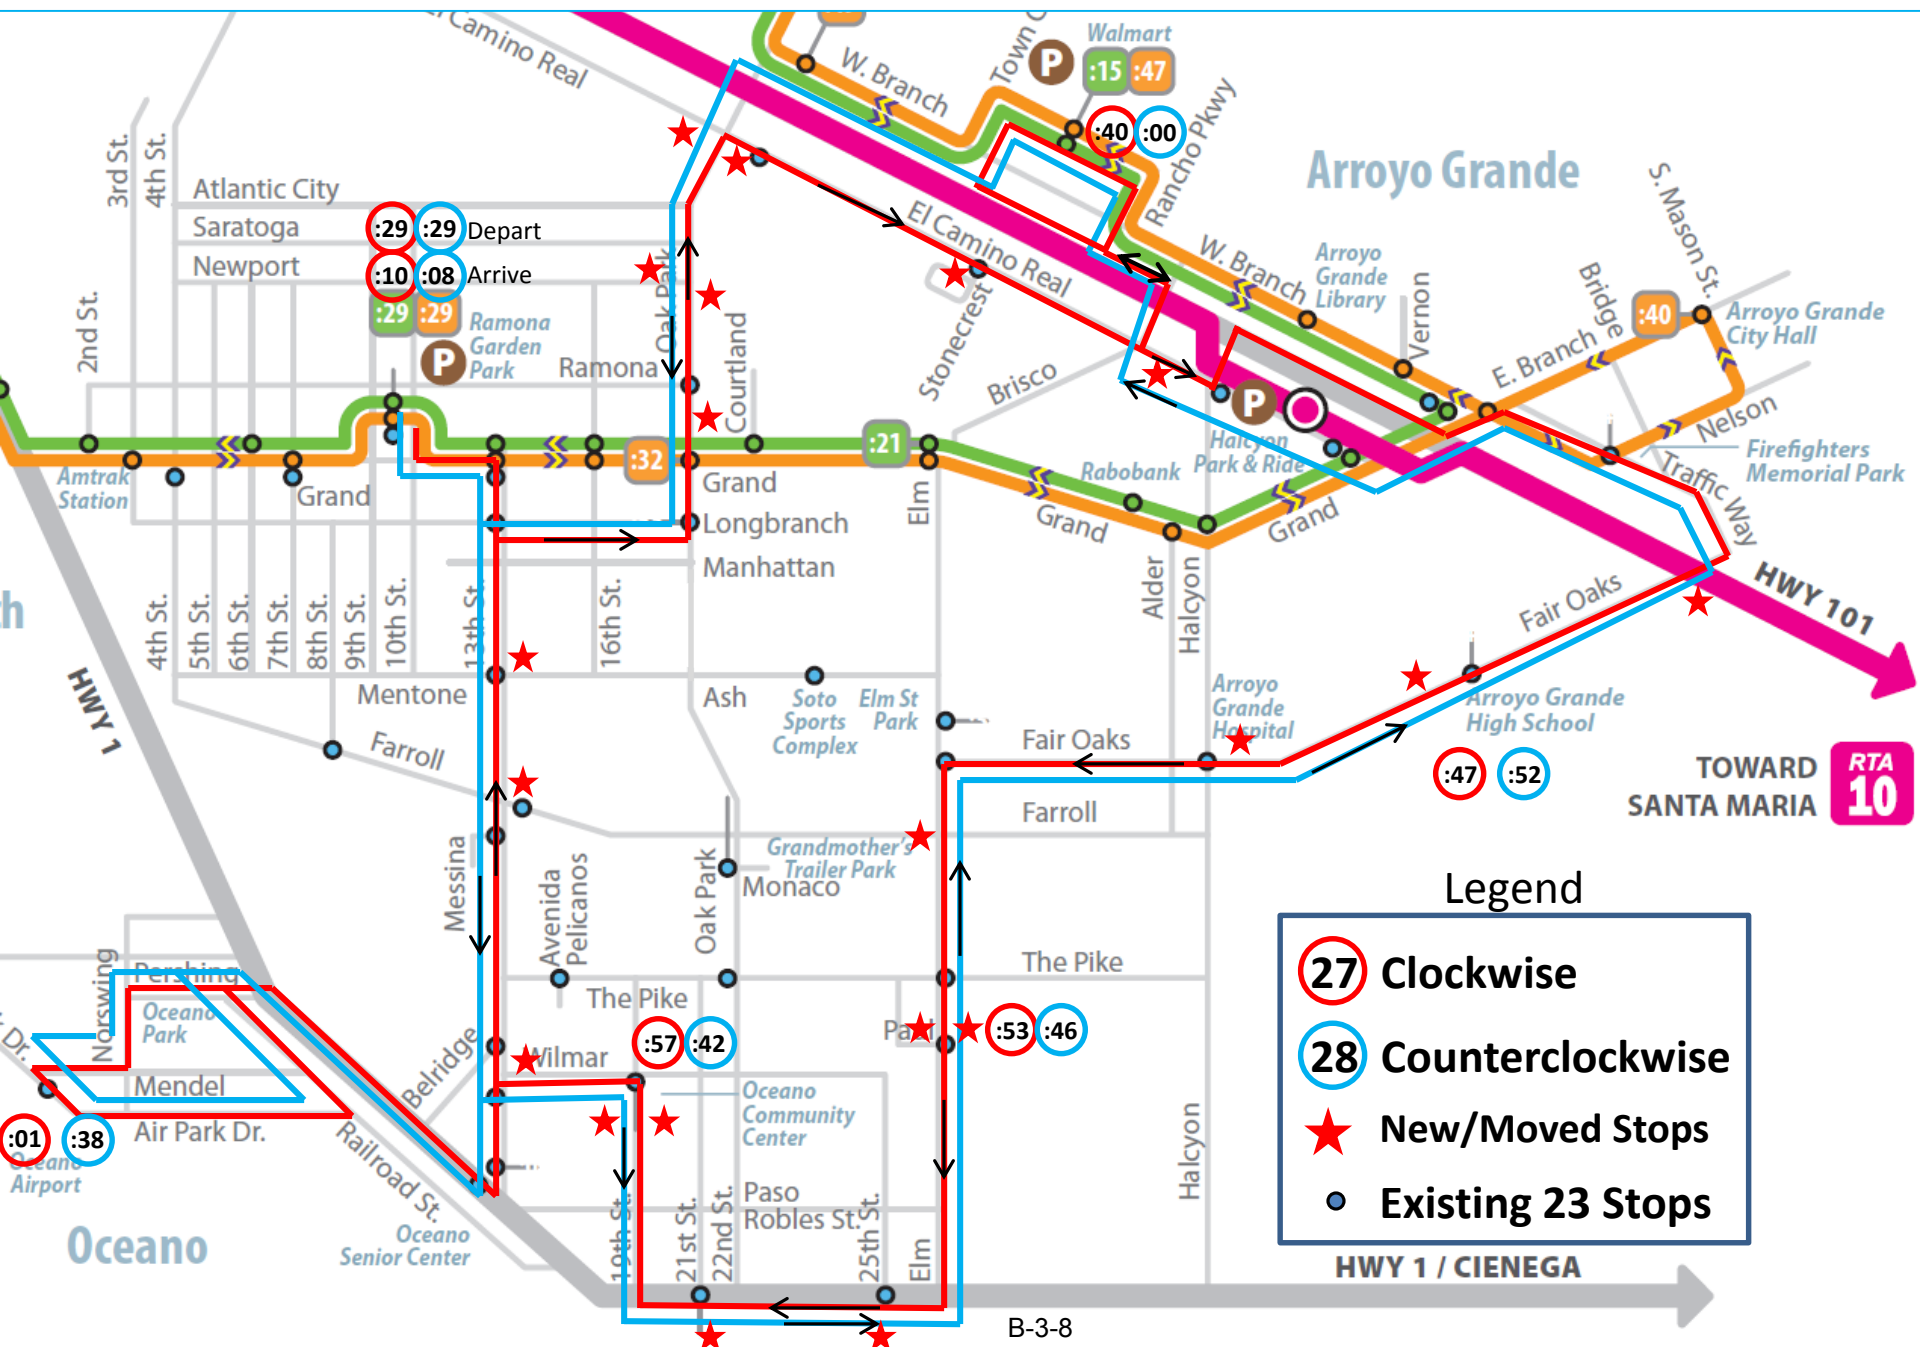 El Camino Real
W. Branch
Town C
P
Walmart
:15
:47
:40
:00
Rancho Pkwy
Arroyo Grande
S. Mason St.
3rd St.
4th St.
Atlantic City
Saratoga
Newport
:29
:29
Depart
:10
:08
Arrive
:29
:29
Ramona
Garden
Park
P
Oak Park
Ramona
Courtland
El Camino Real
Stonecrest
Brisco
W. Branch
Arroyo
Grande
Library
Vernon
Bridge
E. Branch
:40
Arroyo Grande
City Hall
Nelson
Firefighters
Memorial Park
Traffic Way
2nd St.
Amtrak
Station
Grand
:32
Grand
Longbranch
Manhattan
:21
Elm
Rabobank
Grand
Halcyon
Park & Ride
P
Grand
Alder
Halcyon
HWY 101
Fair Oaks
HWY 1
4th St.
5th St.
6th St.
7th St.
8th St.
9th St.
10th St.
13th St.
16th St.
Mentone
Ash
Soto
Sports
Complex
Elm St
Park
Farroll
Fair Oaks
Arroyo
Grande
Hospital
Arroyo Grande
High School
:47
:52
TOWARD
SANTA MARIA
RTA
10
Farroll
Messina
Avenida
Pelicanos
Oak Park
Grandmother's
Trailer Park
Monaco
The Pike
The Pike
Norswing
Pershing
Oceano
Park
Dr.
Mendel
Air Park Dr.
:01
:38
Oceano
Airport
Oceano
Belridge
Railroad St.
Oceano
Senior Center
Wilmar
:57
:42
Oceano
Community
Center
Paul
:53
:46
19th St.
21st St.
22nd St.
Paso
Robles St.
25th St.
Elm
Halcyon
HWY 1 / CIENEGA
B-3-8
Legend
27 Clockwise
28 Counterclockwise
New/Moved Stops
Existing 23 Stops